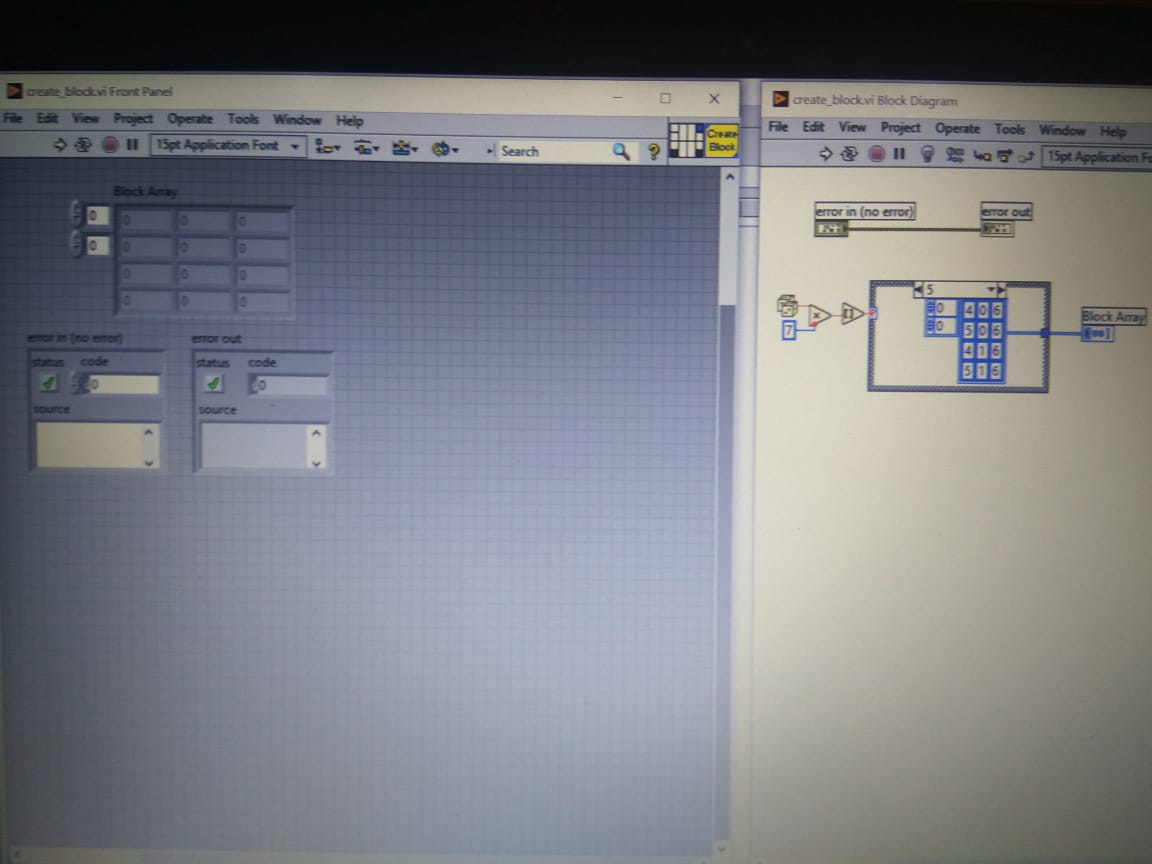 create_block.vi Front Panel
File Edit View Project Operate Tools Window Help
15pt Application Font
Search
Create
Block
Block Array
0
0
0 0 0
0 0 0
0 0 0
0 0 0
error in (no error)
status code
0
source
error out
status code
0
source
create_block.vi Block Diagram
File Edit View Project Operate Tools Window Help
15pt Application Fo
error in (no error)
error out
5
7
0
0
4 0 6
5 0 6
4 1 6
5 1 6
Block Array